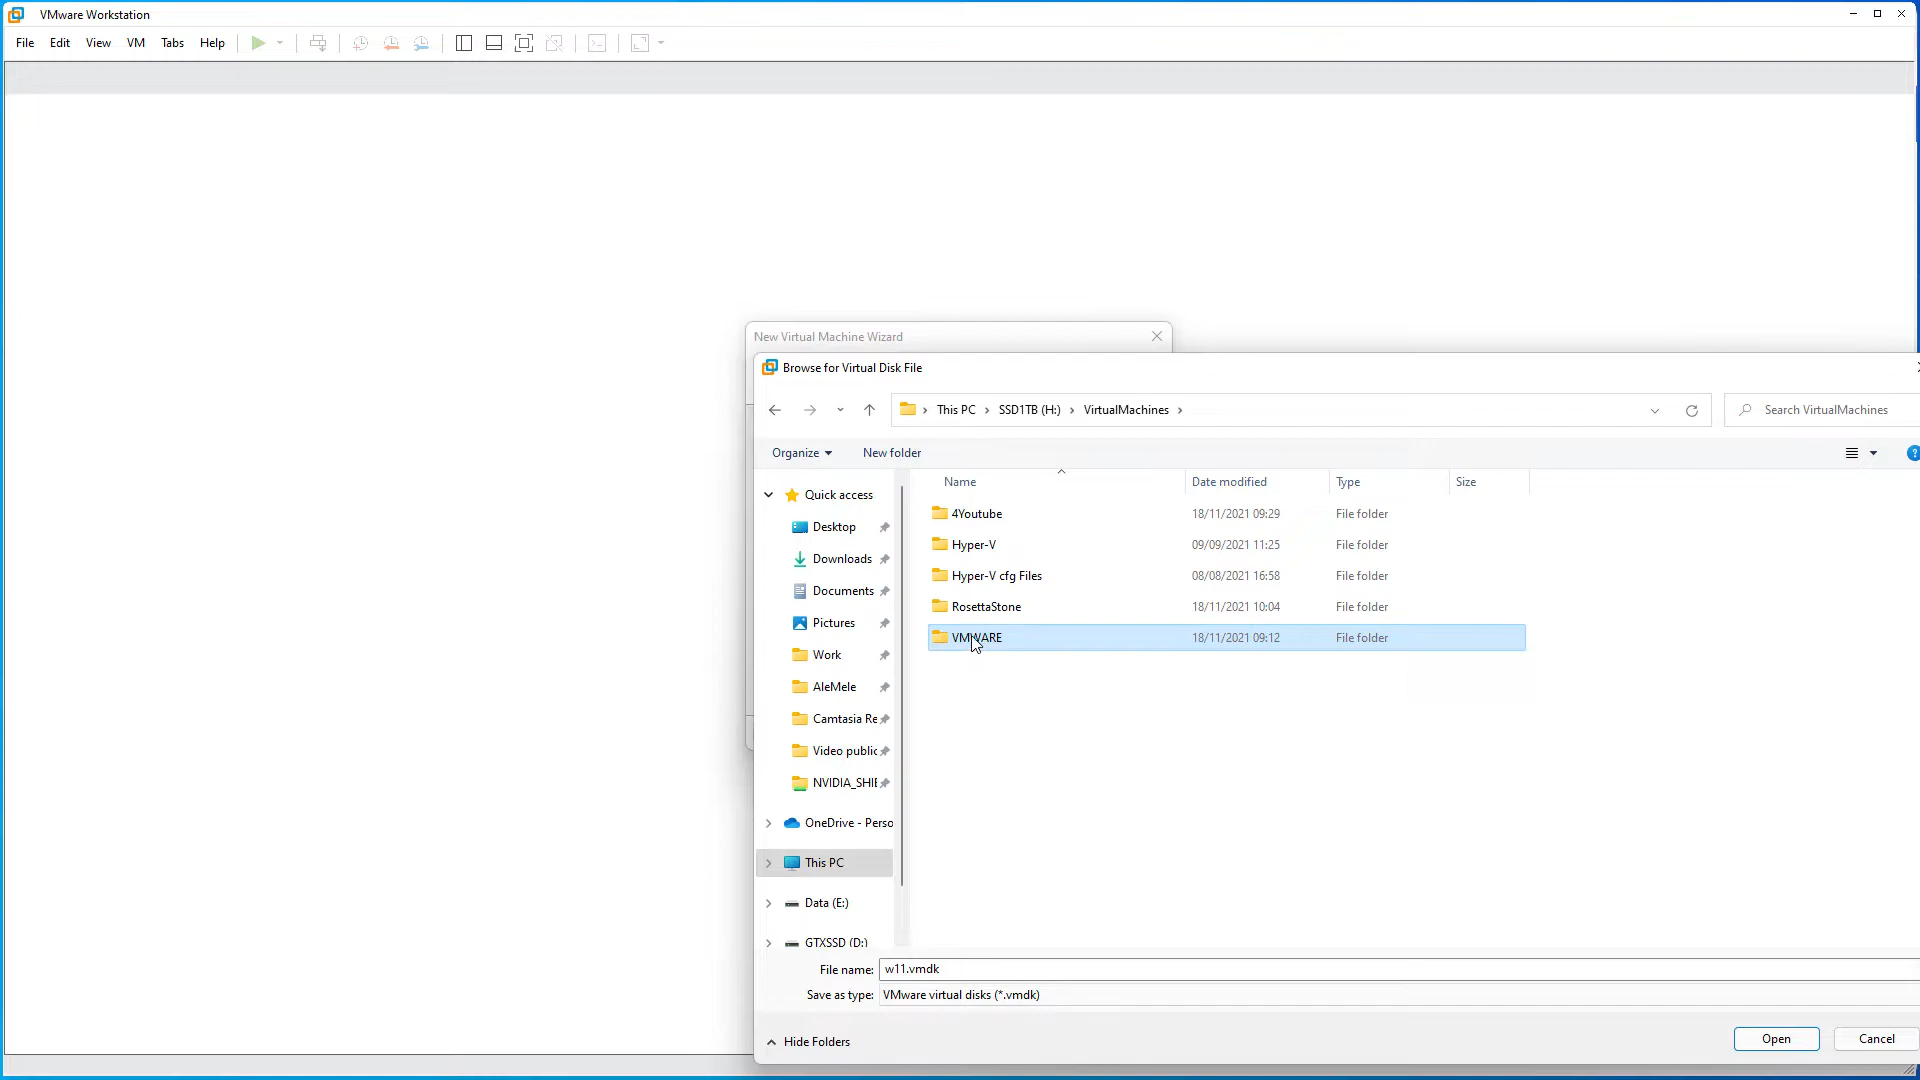 VMware Workstation
File Edit View VM Tabs Help
New Virtual Machine Wizard
Browse for Virtual Disk File
This PC > SSD1TB (H:) > VirtualMachines >
Search VirtualMachines
Organize New folder
Name Date modified Type Size
Quick access
Desktop
Downloads
Documents
Pictures
Work
AleMele
Camtasia Re
Video public
NVIDIA_SHIE
OneDrive - Perso
This PC
Data (E:)
GTXSSD (D:)
4Youtube 18/11/2021 09:29 File folder
Hyper-V 09/09/2021 11:25 File folder
Hyper-V cfg Files 08/08/2021 16:58 File folder
RosettaStone 18/11/2021 10:04 File folder
VMWARE 18/11/2021 09:12 File folder
File name: w11.vmdk
Save as type: VMware virtual disks (*.vmdk)
Hide Folders
Open Cancel